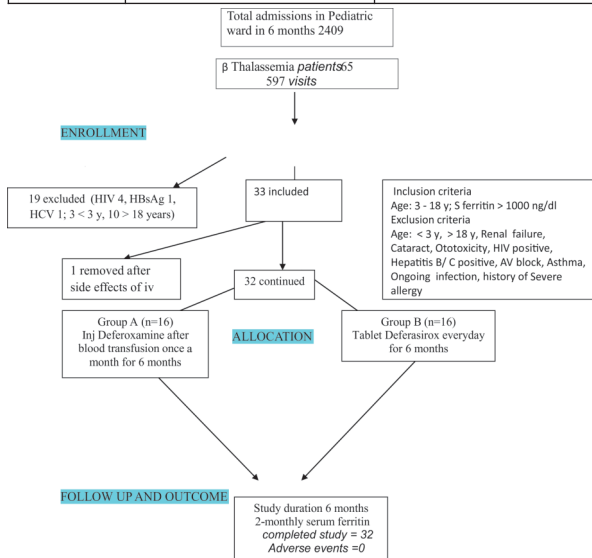 Total admissions in Pediatric
ward in 6 months 2409
β Thalassemia patients 65
597 visits
ENROLLMENT
19 excluded (HIV 4, HBsAg 1,
HCV 1; 3 < 3 y, 10 > 18 years)
33 included
Inclusion criteria
Age: 3 - 18 y; S ferritin > 1000 ng/dl
Exclusion criteria
Age: < 3 y, > 18 y, Renal failure,
Cataract, Ototoxicity, HIV positive,
Hepatitis B/ C positive, AV block, Asthma,
Ongoing infection, history of Severe
allergy
1 removed after
side effects of iv
32 continued
Group A (n=16)
Inj Deferoxamine after
blood transfusion once a
month for 6 months
ALLOCATION
Group B (n=16)
Tablet Deferasirox everyday
for 6 months
FOLLOW UP AND OUTCOME
Study duration 6 months
2-monthly serum ferritin
completed study = 32
Adverse events =0